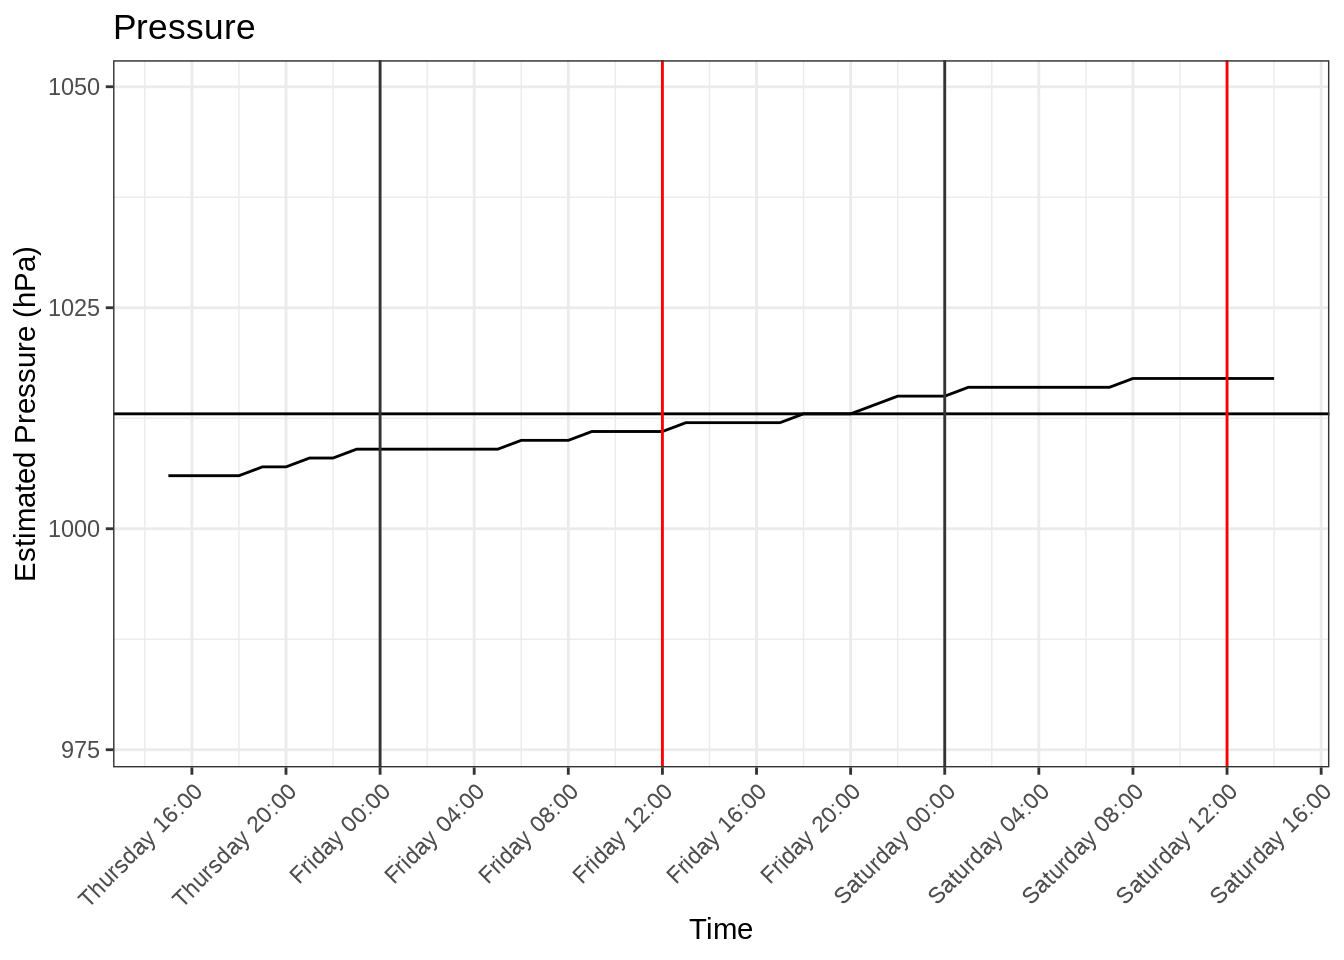 Pressure
Estimated Pressure (hPa)
1050
1025
1000
975
Thursday 16:00
Thursday 20:00
Friday 00:00
Friday 04:00
Friday 08:00
Friday 12:00
Friday 16:00
Friday 20:00
Saturday 00:00
Saturday 04:00
Saturday 08:00
Saturday 12:00
Saturday 16:00
Time